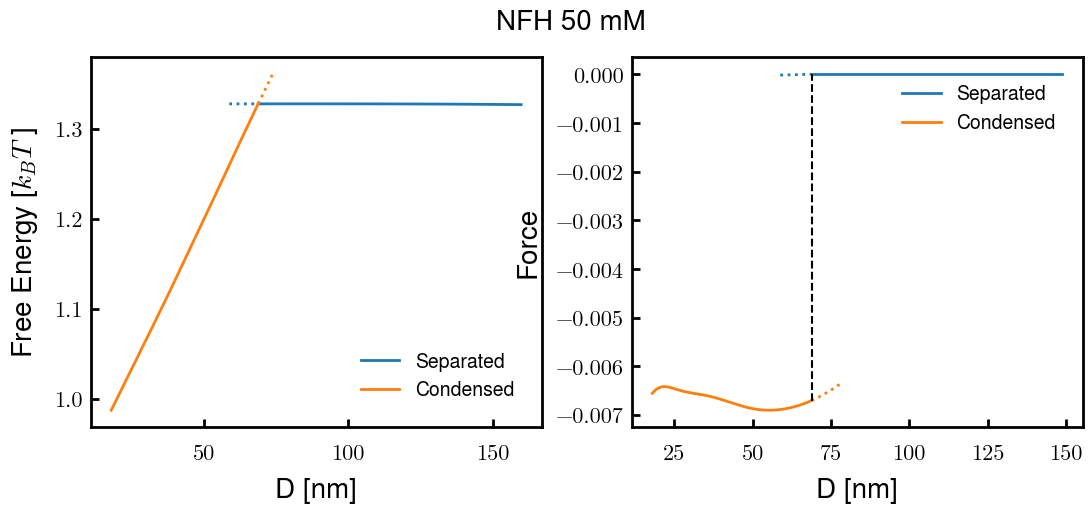 NFH 50 mM
Free Energy [$k_BT$]
1.3
1.2
1.1
1.0
50
100
150
D [nm]
Separated
Condensed
Force
0.000
−0.001
−0.002
−0.003
−0.004
−0.005
−0.006
−0.007
25
50
75
100
125
150
D [nm]
Separated
Condensed